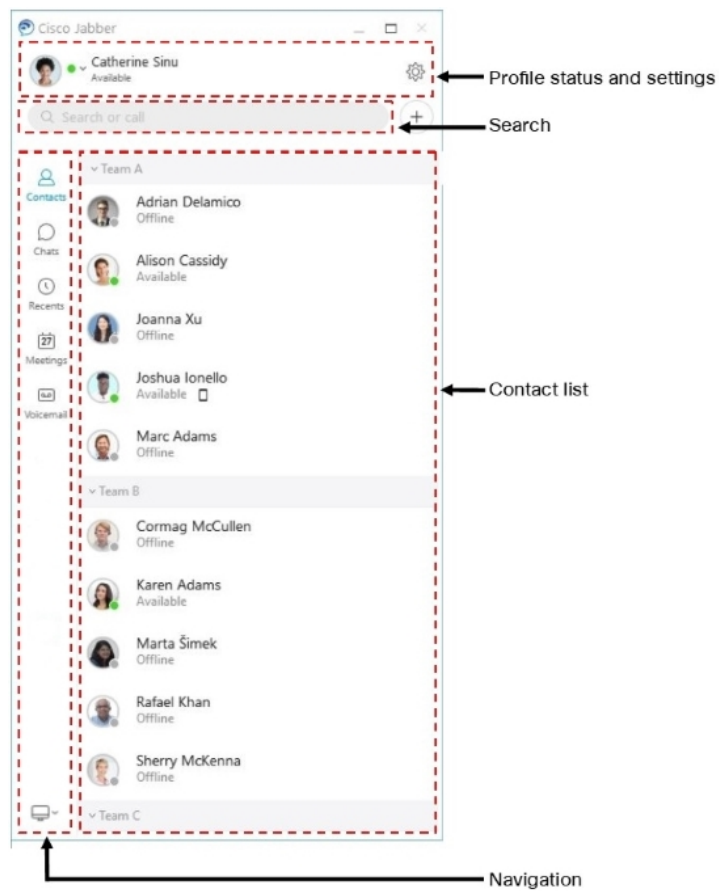 Cisco Jabber
Catherine Sinu
Available
Profile status and settings
Search or call
Search
Contacts
Chats
Recents
27
Meetings
Voicemail
Team A
Adrian Delamico
Offline
Alison Cassidy
Available
Joanna Xu
Offline
Joshua Ionello
Available
Contact list
Marc Adams
Offline
Team B
Cormag McCullen
Offline
Karen Adams
Available
Marta Šimek
Offline
Rafael Khan
Offline
Sherry McKenna
Offline
Team C
Navigation